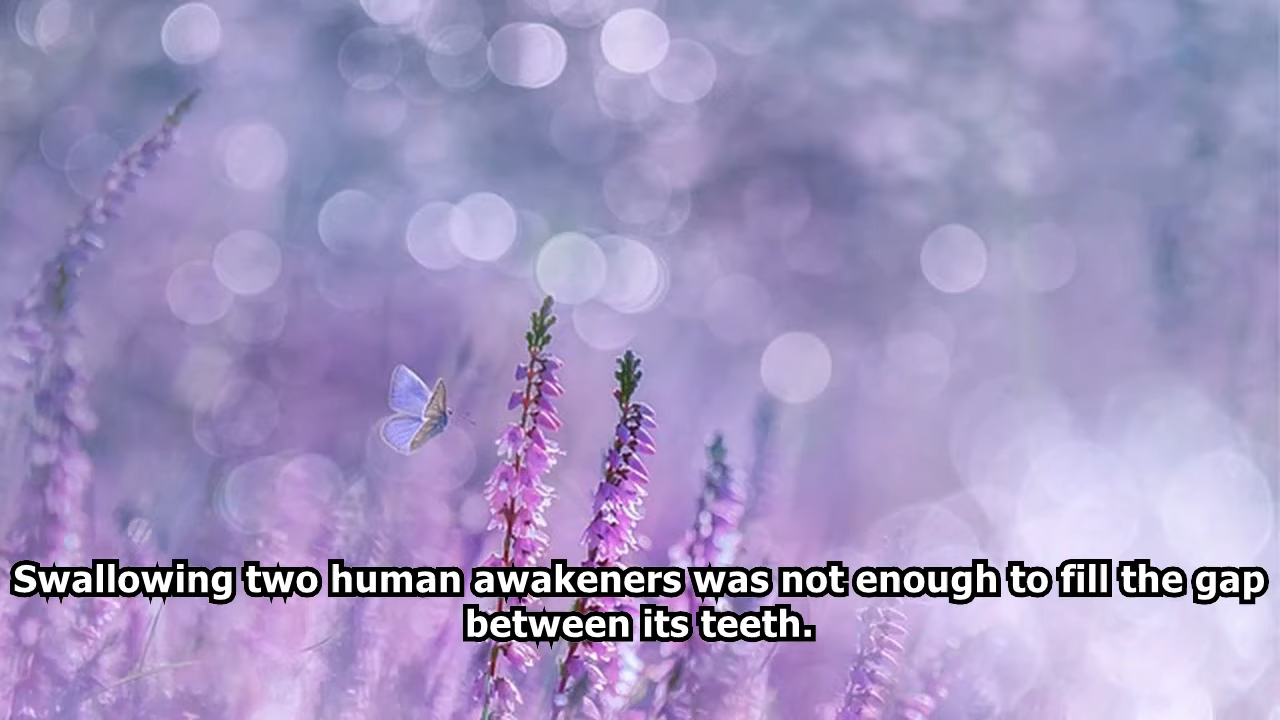 Swallowing two human awakeners was not enough to fill the gap
between its teeth.